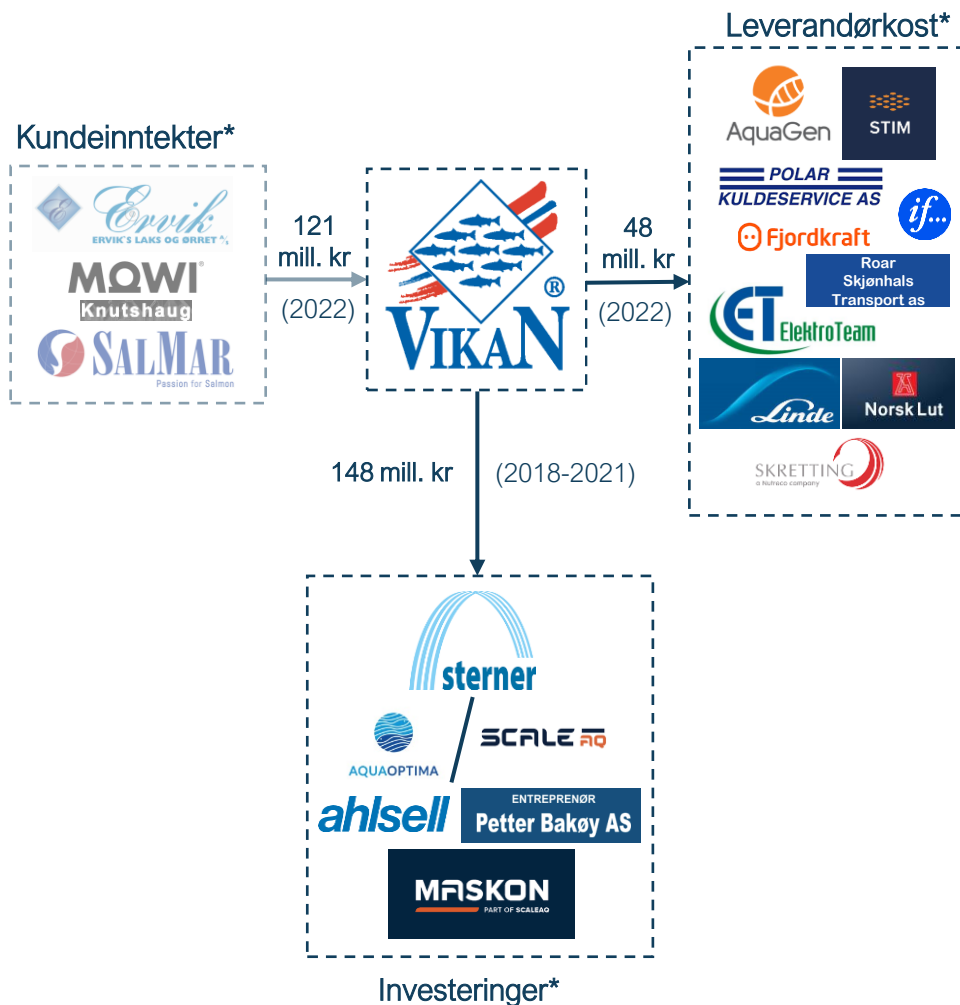 Leverandørkost*
AquaGen
STIM
POLAR
KULDESERVICE AS
if...
Fjordkraft
Roar
Skjønhals
Transport as
ET ElektroTeam
Linde
Norsk Lut
SKRETTING
a Nutreco company
Kundeinntekter*
E
Ervik
ERVIK'S LAKS OG ØRRET A/S
MOWI®
Knutshaug
SALMAR
Passion for Salmon
121
mill. kr
(2022)
®
VIKAN
48
mill. kr
(2022)
148 mill. kr
(2018-2021)
sterner
AQUAOPTIMA
SCALE AQ
ahlsell
ENTREPRENØR
Petter Bakøy AS
MASKON
PART OF SCALEAQ
Investeringer*